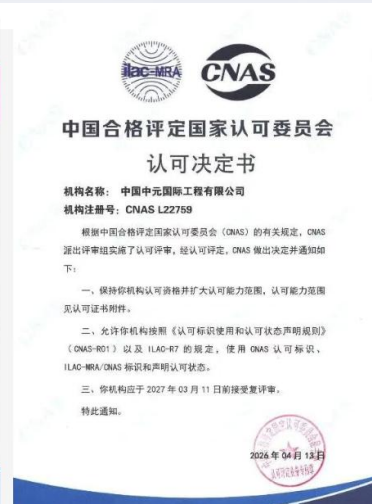 ilac-MRA
CNAS
中国合格评定国家认可委员会
认可决定书
机构名称： 中国中元国际工程有限公司
机构注册号：CNAS L22759
根据中国合格评定国家认可委员会（CNAS）的有关规定，CNAS
派出评审组实施了认可评审，经认可评定，CNAS 做出决定并通知如
下：
一、保持你机构认可资格并扩大认可能力范围，认可能力范围
见认可证书附件。
二、允许你机构按照《认可标识使用和认可状态声明规则》
（CNAS-R01）以及 ILAC-R7 的规定，使用 CNAS 认可标识、
ILAC-MRA/CNAS 标识和声明认可状态。
三、你机构应于 2027 年 03 月 11 日前接受复评审。
特此通知。
2026 年 04 月 13 日